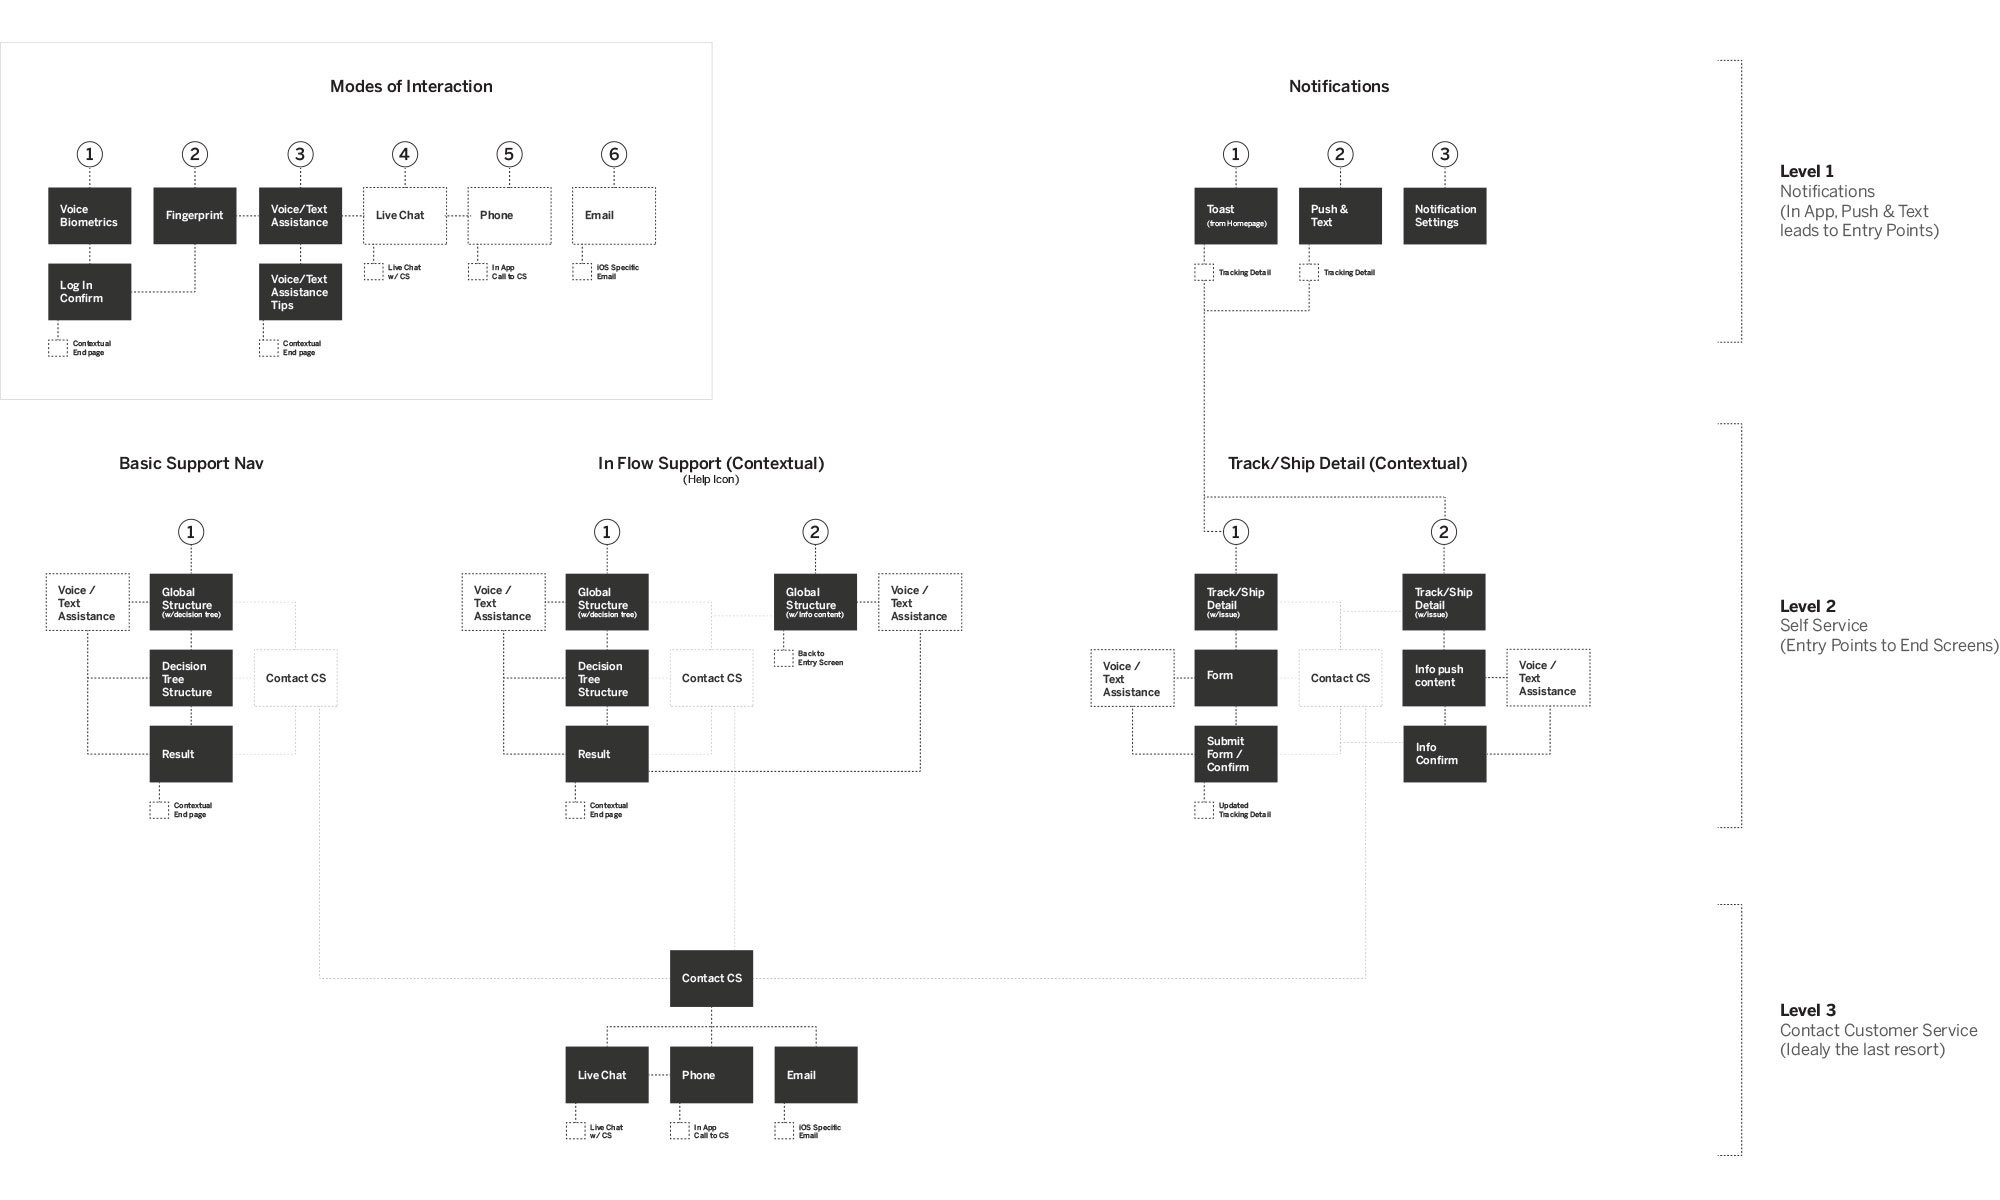 Modes of Interaction
1
2
3
4
5
6
Voice
Biometrics
Fingerprint
Voice/Text
Assistance
Live Chat
Phone
Email
Log In
Confirm
Voice/Text
Assistance
Tips
Live Chat
w/ CS
In App
Call to CS
iOS Specific
Email
Contextual
End page
Contextual
End page
Notifications
1
2
3
Toast
(from Homepage)
Push &
Text
Notification
Settings
Tracking Detail
Tracking Detail
Level 1
Notifications
(In App, Push & Text
leads to Entry Points)
Basic Support Nav
1
Voice /
Text
Assistance
Global
Structure
(w/decision tree)
Decision
Tree
Structure
Contact CS
Result
Contextual
End page
In Flow Support (Contextual)
(Help Icon)
1
2
Voice /
Text
Assistance
Global
Structure
(w/decision tree)
Global
Structure
(w/Info content)
Voice /
Text
Assistance
Decision
Tree
Structure
Contact CS
Back to
Entry Screen
Result
Contextual
End page
Track/Ship Detail (Contextual)
1
2
Track/Ship
Detail
(w/issue)
Track/Ship
Detail
(w/issue)
Voice /
Text
Assistance
Form
Contact CS
Info push
content
Voice /
Text
Assistance
Submit
Form /
Confirm
Info
Confirm
Updated
Tracking Detail
Level 2
Self Service
(Entry Points to End Screens)
Contact CS
Live Chat
Phone
Email
Live Chat
w/ CS
In App
Call to CS
iOS Specific
Email
Level 3
Contact Customer Service
(Idealy the last resort)